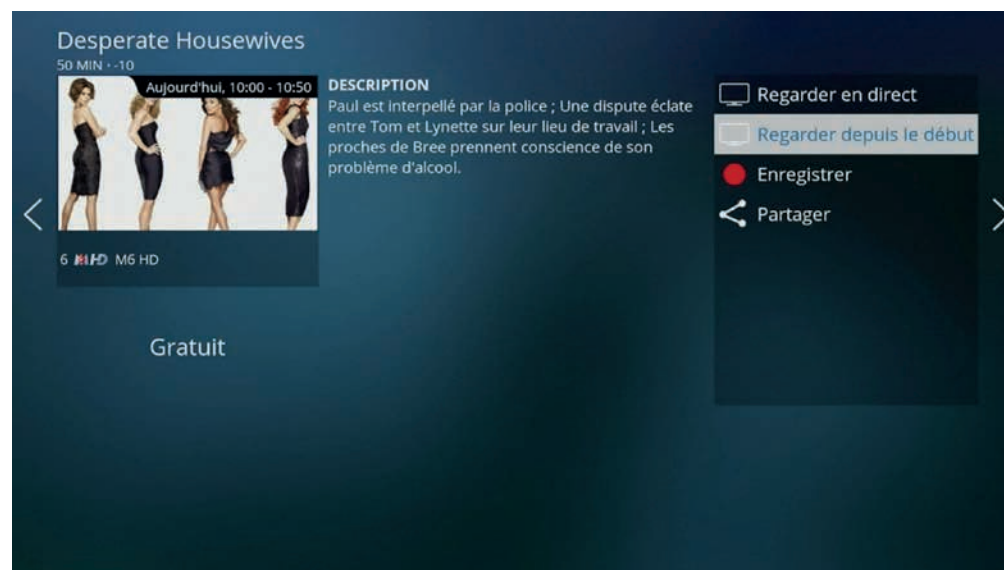 Desperate Housewives
50 MIN · -10
Aujourd'hui, 10:00 - 10:50
6 M6 HD
Gratuit
DESCRIPTION
Paul est interpellé par la police ; Une dispute éclate
entre Tom et Lynette sur leur lieu de travail ; Les
proches de Bree prennent conscience de son
problème d'alcool.
Regarder en direct
Regarder depuis le début
Enregistrer
Partager